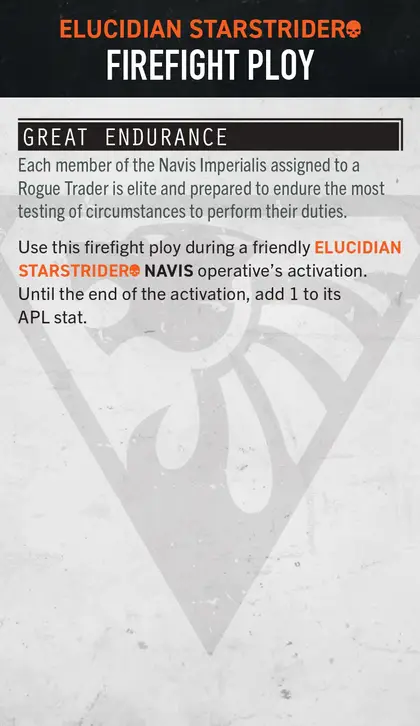 ELUCIDIAN STARSTRIDER
FIREFIGHT PLOY
GREAT ENDURANCE
Each member of the Navis Imperialis assigned to a
Rogue Trader is elite and prepared to endure the most
testing of circumstances to perform their duties.
Use this firefight ploy during a friendly ELUCIDIAN
STARSTRIDER NAVIS operative’s activation.
Until the end of the activation, add 1 to its
APL stat.